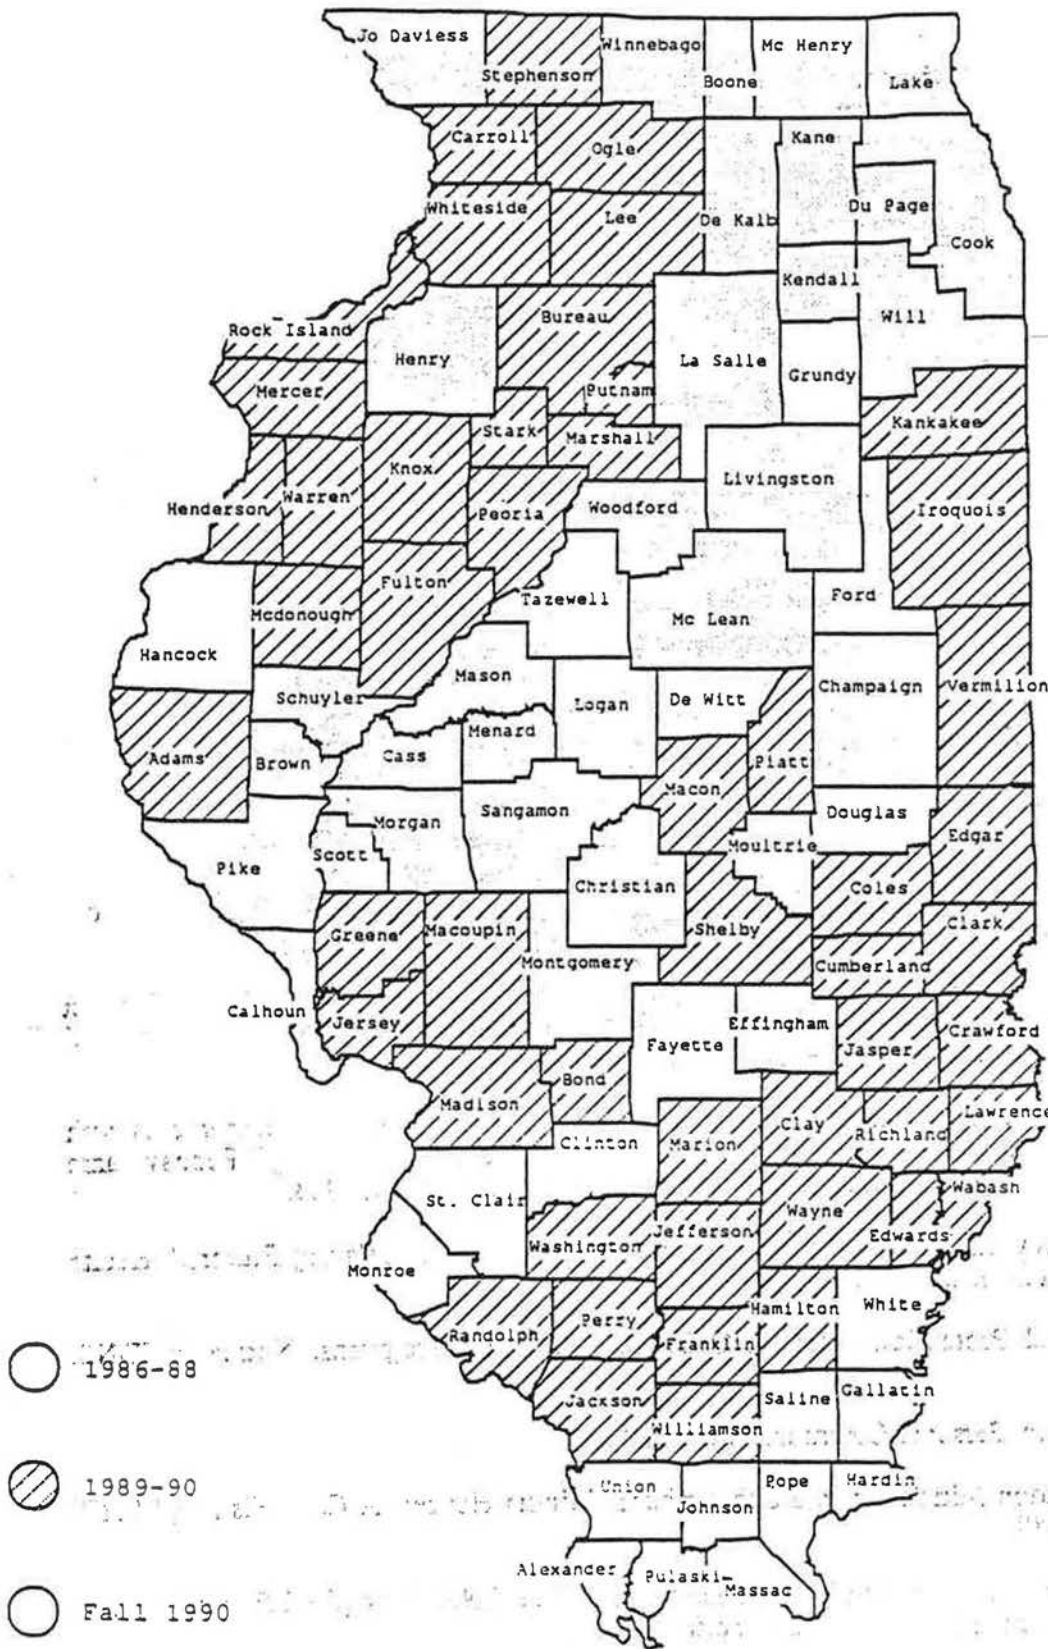 Jo Daviess
Stephenson
Winnebago
Boone
Mc Henry
Lake
Carroll
Ogle
Kane
Whiteside
Lee
De Kalb
Du Page
Cook
Kendall
Rock Island
Henry
Bureau
La Salle
Will
Grundy
Mercer
Putnam
Kankakee
Stark
Marshall
Knox
Livingston
Henderson
Warren
Peoria
Woodford
Iroquois
Fulton
Tazewell
Ford
Mcdonough
Mc Lean
Hancock
Schuyler
Mason
Logan
De Witt
Champaign
Vermilion
Adams
Brown
Cass
Menard
Piatt
Macon
Morgan
Sangamon
Douglas
Pike
Scott
Moultrie
Edgar
Christian
Coles
Greene
Macoupin
Shelby
Clark
Montgomery
Cumberland
Calhoun
Jersey
Fayette
Effingham
Jasper
Crawford
Madison
Bond
Clay
Richland
Lawrence
Clinton
Marion
St. Clair
Wayne
Edwards
Wabash
Washington
Jefferson
Monroe
Randolph
Perry
Hamilton
White
Franklin
1986-88
Jackson
Williamson
Saline
Gallatin
1989-90
Union
Johnson
Pope
Hardin
Alexander
Pulaski
Massac
Fall 1990